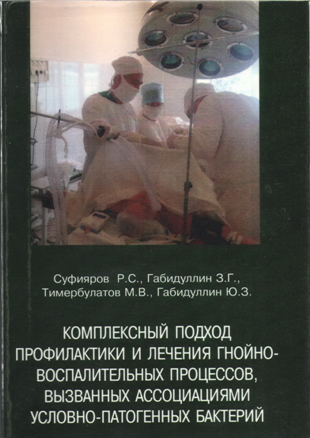 Суфияров Р.С., Габидуллин З.Г.,
Тимербулатов М.В., Габидуллин Ю.З.
КОМПЛЕКСНЫЙ ПОДХОД
ПРОФИЛАКТИКИ И ЛЕЧЕНИЯ ГНОЙНО-
ВОСПАЛИТЕЛЬНЫХ ПРОЦЕССОВ,
ВЫЗВАННЫХ АССОЦИАЦИЯМИ
УСЛОВНО-ПАТОГЕННЫХ БАКТЕРИЙ